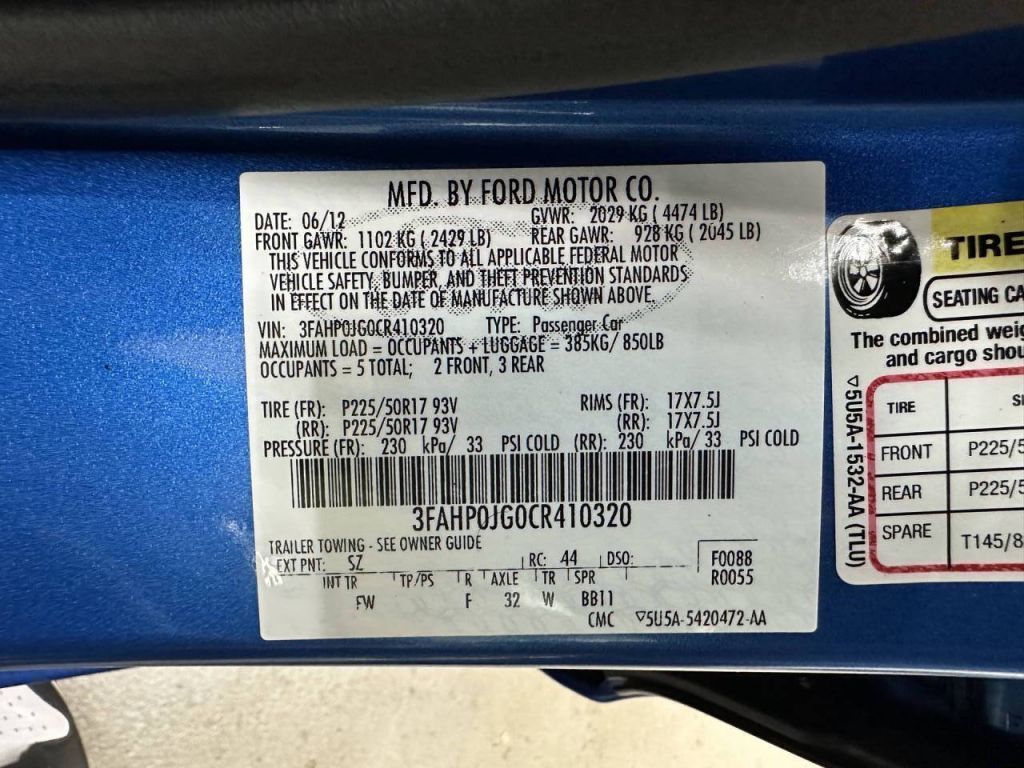 MFD. BY FORD MOTOR CO.
DATE: 06/12 GVWR: 2029 KG ( 4474 LB)
FRONT GAWR: 1102 KG ( 2429 LB) REAR GAWR: 928 KG ( 2045 LB)
THIS VEHICLE CONFORMS TO ALL APPLICABLE FEDERAL MOTOR
VEHICLE SAFETY, BUMPER, AND THEFT PREVENTION STANDARDS
IN EFFECT ON THE DATE OF MANUFACTURE SHOWN ABOVE.
VIN: 3FAHP0JG0CR410320 TYPE: Passenger Car
MAXIMUM LOAD = OCCUPANTS + LUGGAGE = 385KG/ 850LB
OCCUPANTS = 5 TOTAL; 2 FRONT, 3 REAR
TIRE (FR): P225/50R17 93V RIMS (FR): 17X7.5J
(RR): P225/50R17 93V (RR): 17X7.5J
PRESSURE (FR): 230 kPa/ 33 PSI COLD (RR): 230 kPa/ 33 PSI COLD
3FAHP0JG0CR410320
TRAILER TOWING - SEE OWNER GUIDE
EXT PNT: SZ RC: 44 DSO: F0088
INT TR TP/PS R AXLE TR SPR R0055
FW F 32 W BB11
CMC ▽5U5A-5420472-AA
TIRE
SEATING CA
The combined weig
and cargo shou
▽5U5A-1532-AA (TLU)
TIRE SI
FRONT P225/5
REAR P225/5
SPARE T145/8